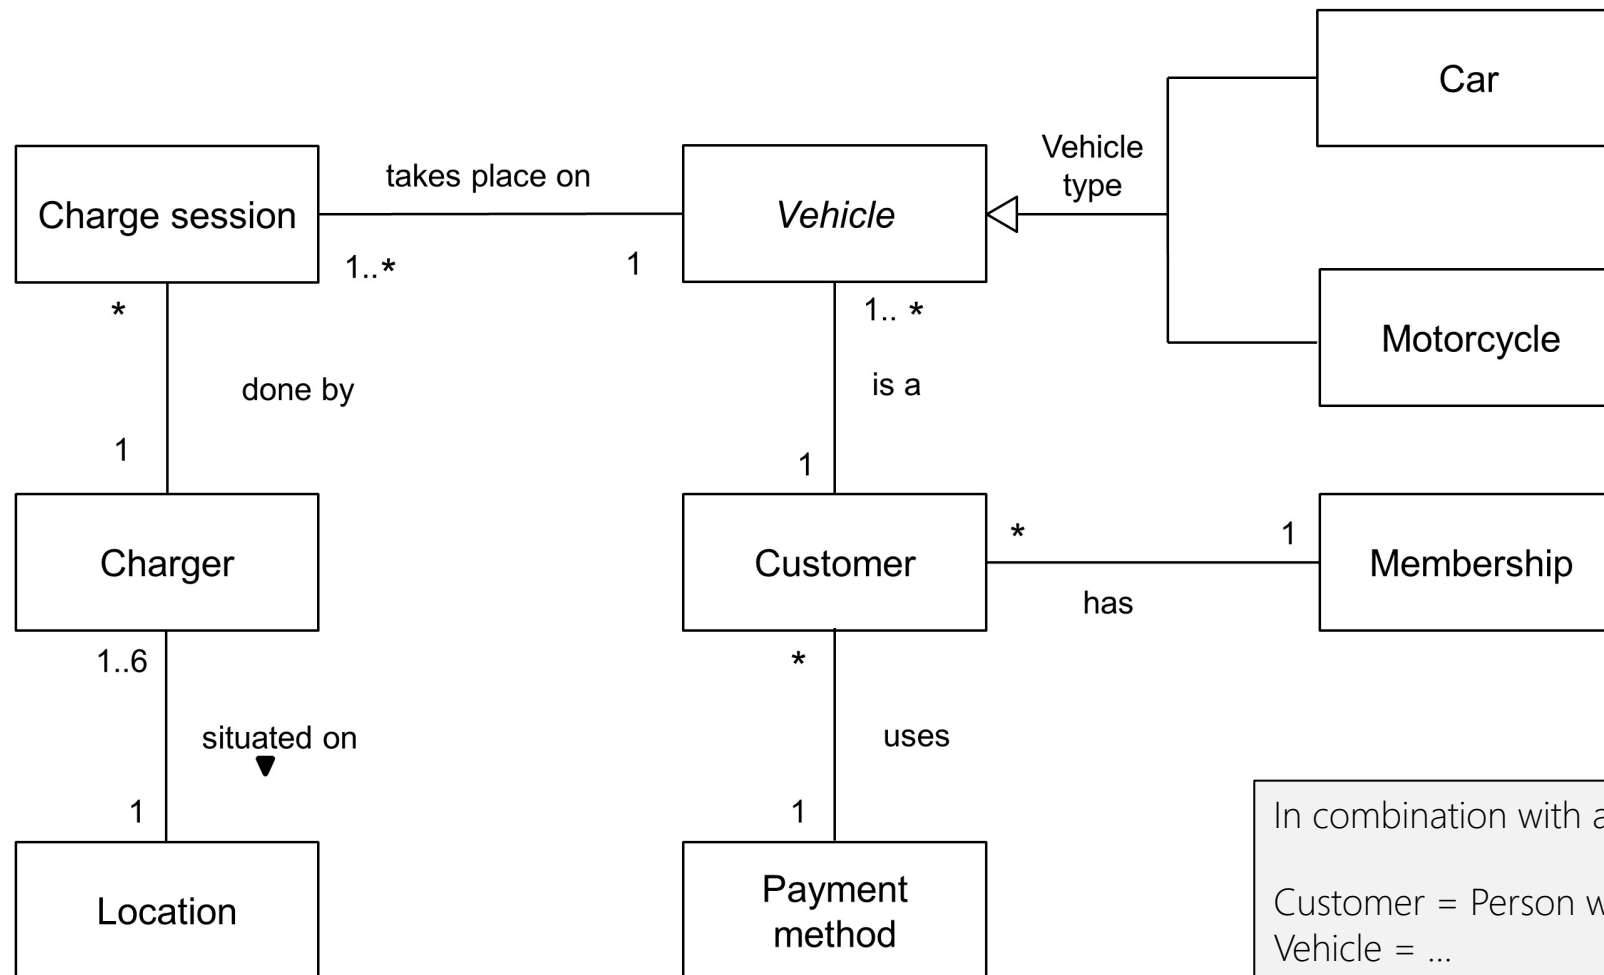 Car
Vehicle
type
takes place on
Charge session
Vehicle
1..*
1
*
1.. *
Motorcycle
done by
is a
1
1
*
1
Charger
Customer
Membership
has
1..6
*
situated on
uses
1
1
In combination with a
Location
Payment
method
Customer = Person w
Vehicle = ...